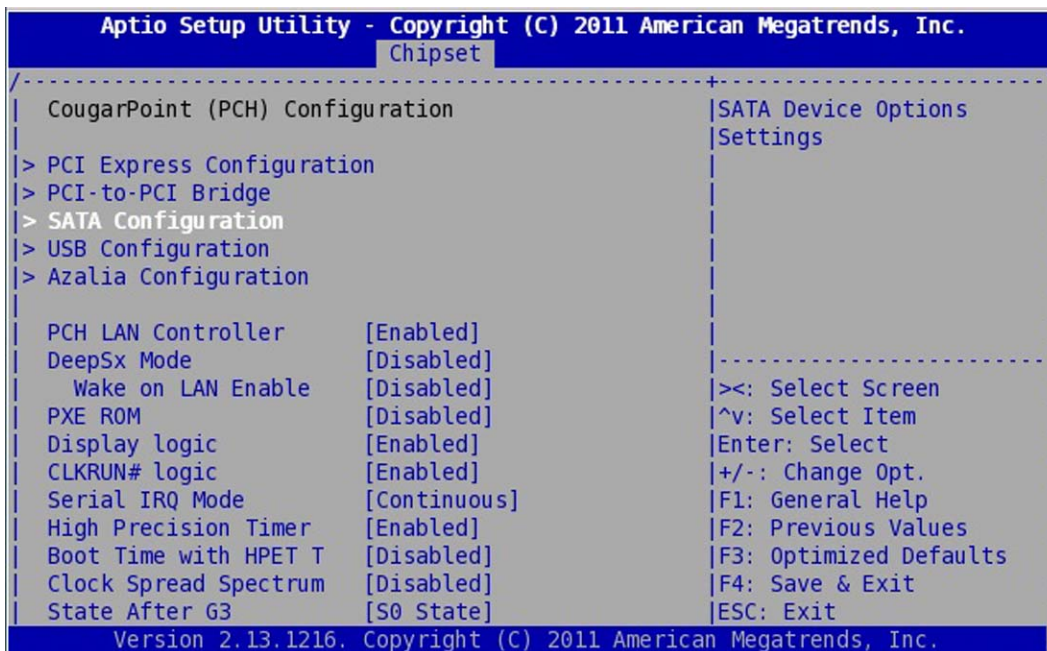 Aptio Setup Utility - Copyright (C) 2011 American Megatrends, Inc.
Chipset
/----------------------------------------------------+-------------------------
| CougarPoint (PCH) Configuration |SATA Device Options
| |Settings
|> PCI Express Configuration |
|> PCI-to-PCI Bridge |
|> SATA Configuration |
|> USB Configuration |
|> Azalia Configuration |
| |
| PCH LAN Controller [Enabled] |
| DeepSx Mode [Disabled] |-------------------------
| Wake on LAN Enable [Disabled] |><: Select Screen
| PXE ROM [Disabled] |^v: Select Item
| Display logic [Enabled] |Enter: Select
| CLKRUN# logic [Enabled] |+/-: Change Opt.
| Serial IRQ Mode [Continuous] |F1: General Help
| High Precision Timer [Enabled] |F2: Previous Values
| Boot Time with HPET T [Disabled] |F3: Optimized Defaults
| Clock Spread Spectrum [Disabled] |F4: Save & Exit
| State After G3 [S0 State] |ESC: Exit
Version 2.13.1216. Copyright (C) 2011 American Megatrends, Inc.